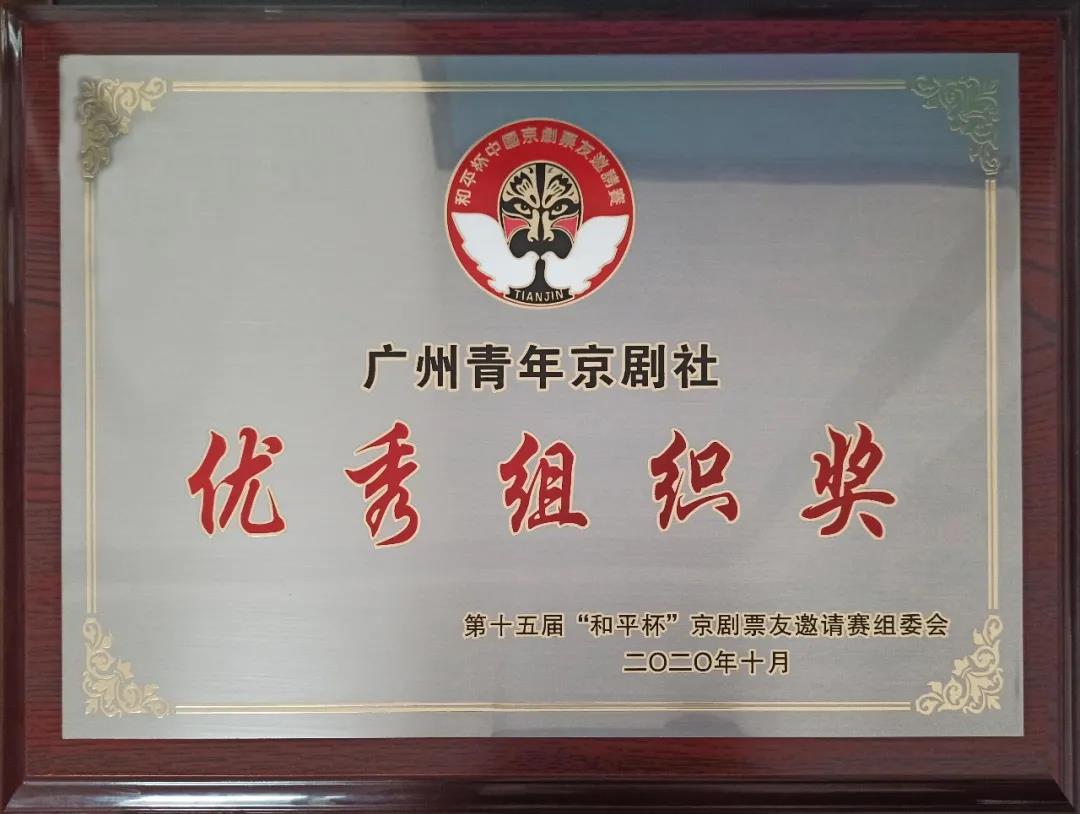 和平杯中國京劇票友邀請賽
TIANJIN
广州青年京剧社
优秀组织奖
第十五届“和平杯”京剧票友邀请赛组委会
二〇二〇年十月